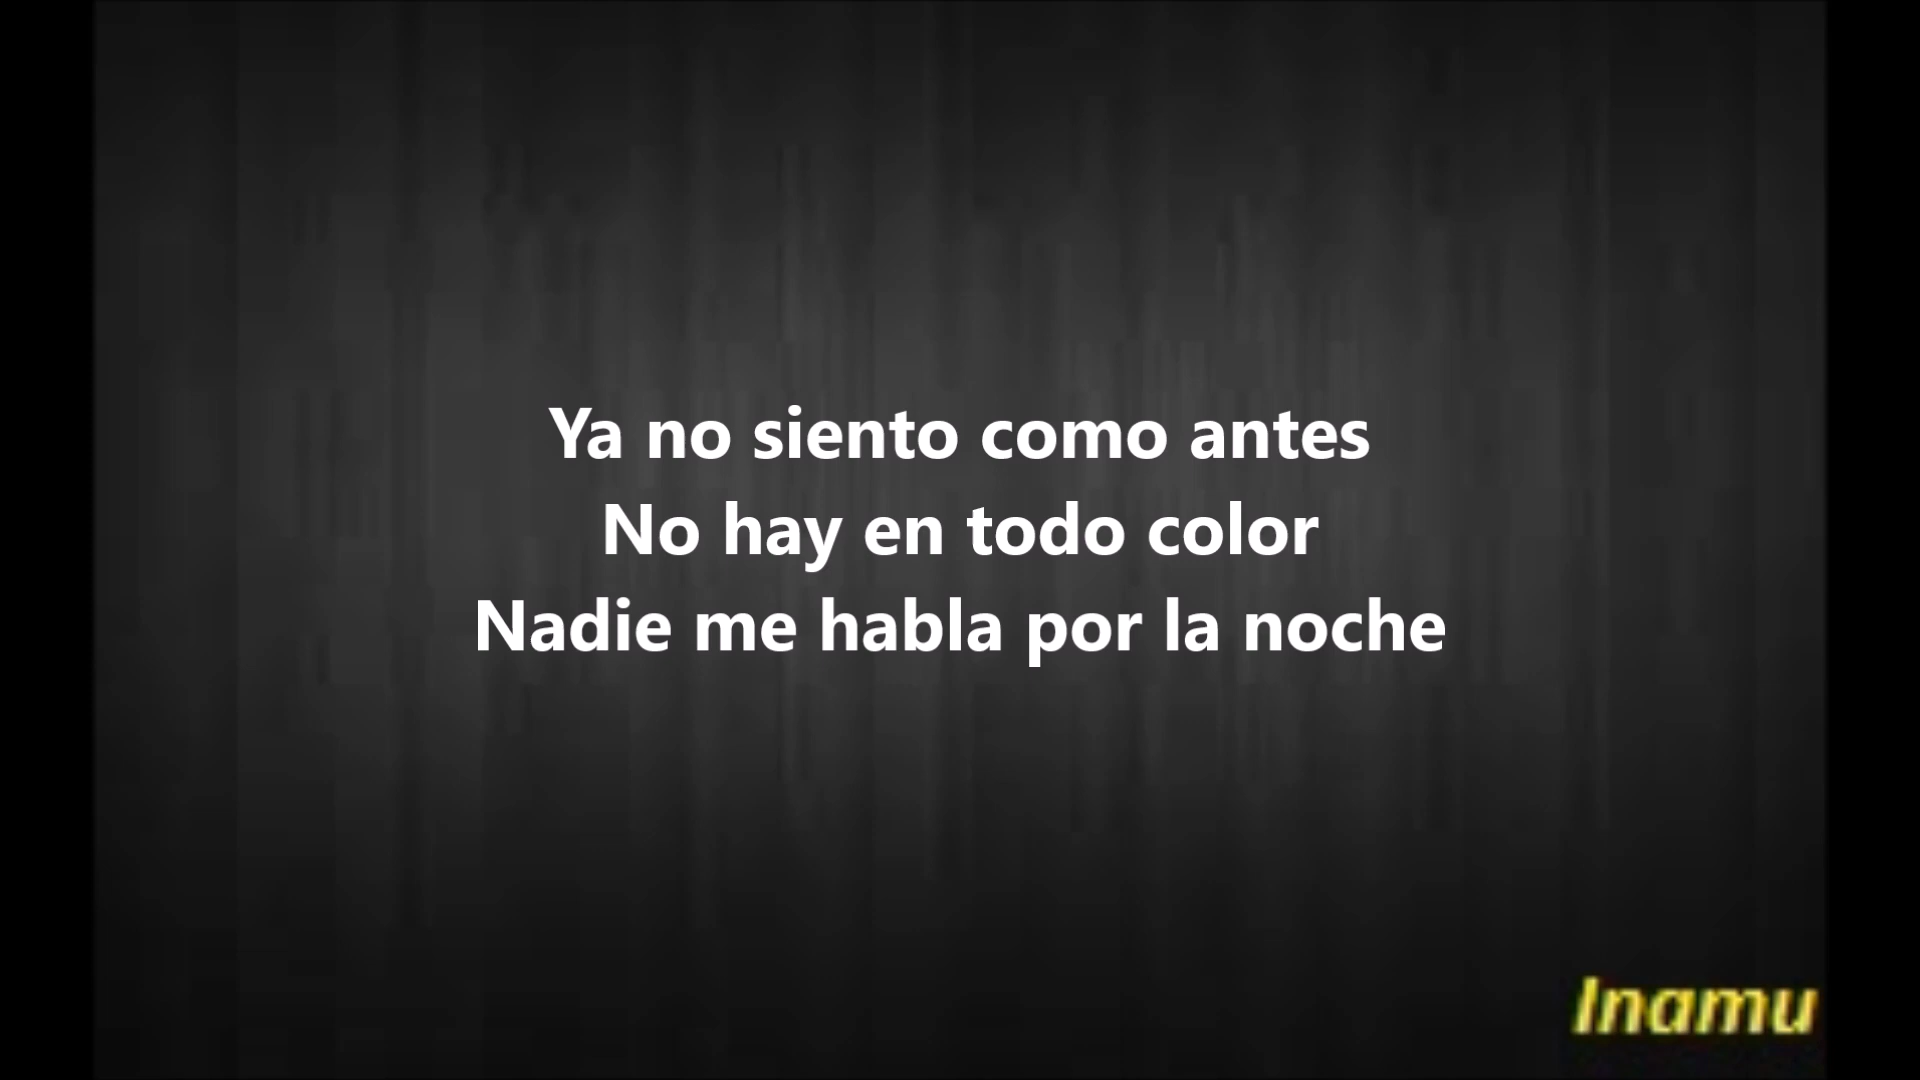 Ya no siento como antes
No hay en todo color
Nadie me habla por la noche
Inamu